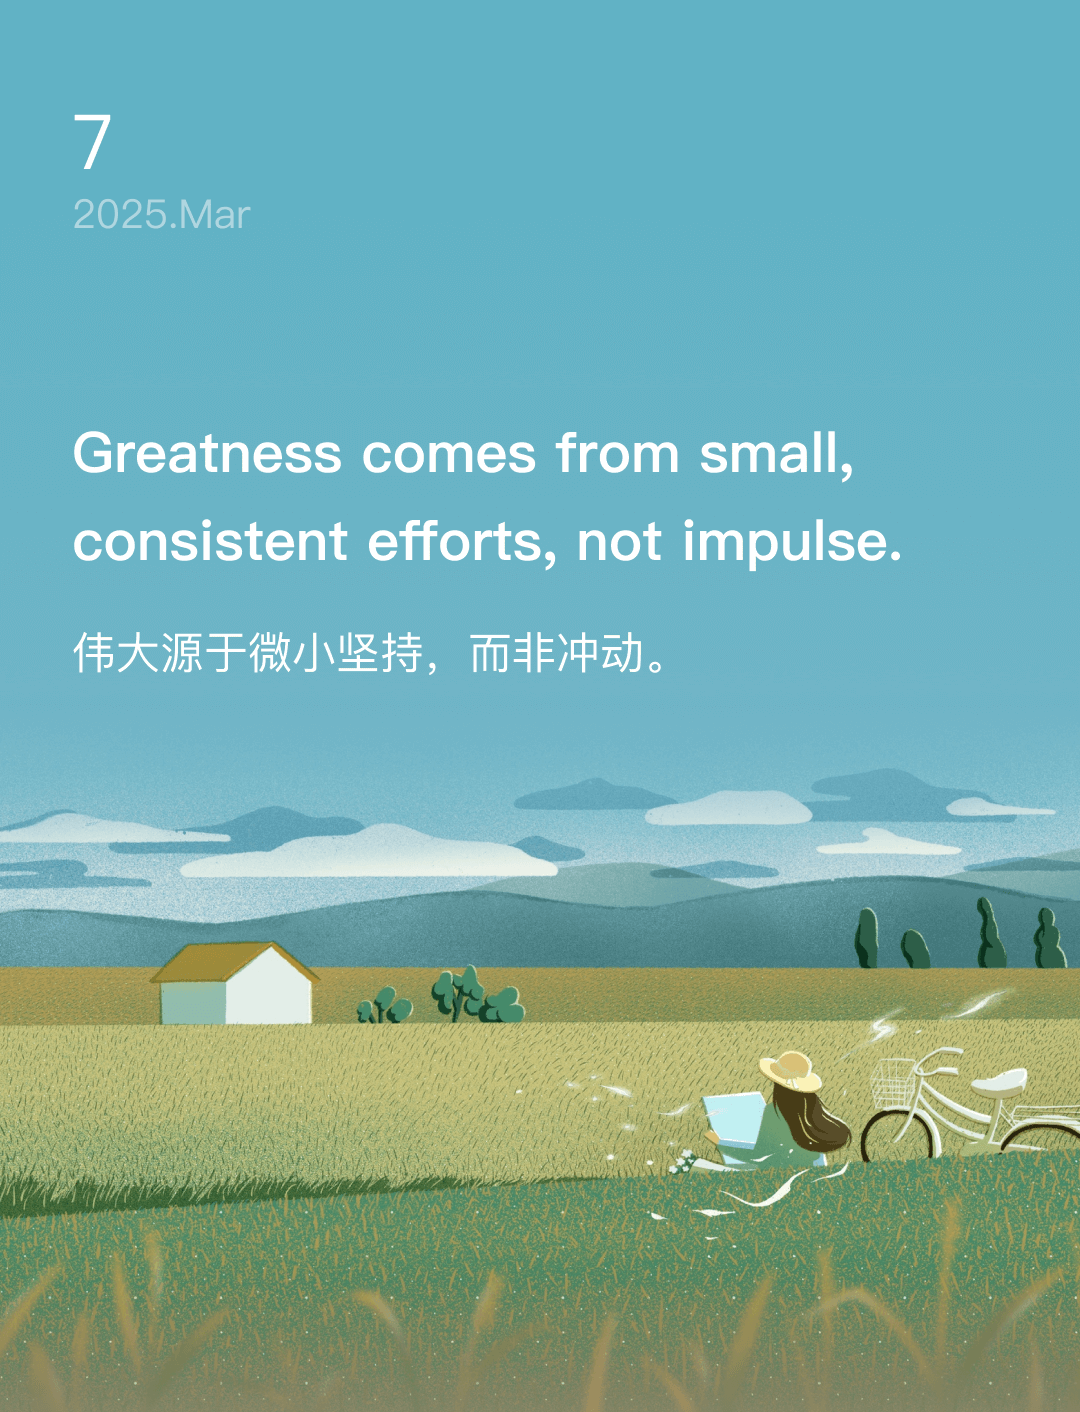 7
2025.Mar
Greatness comes from small,
consistent efforts, not impulse.
伟大源于微小坚持，而非冲动。